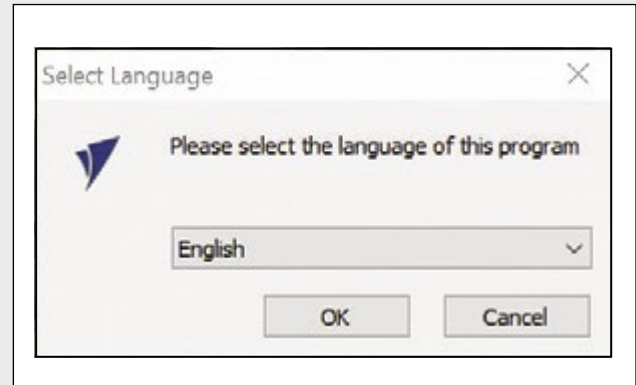 Select Language
Please select the language of this program
English
OK
Cancel